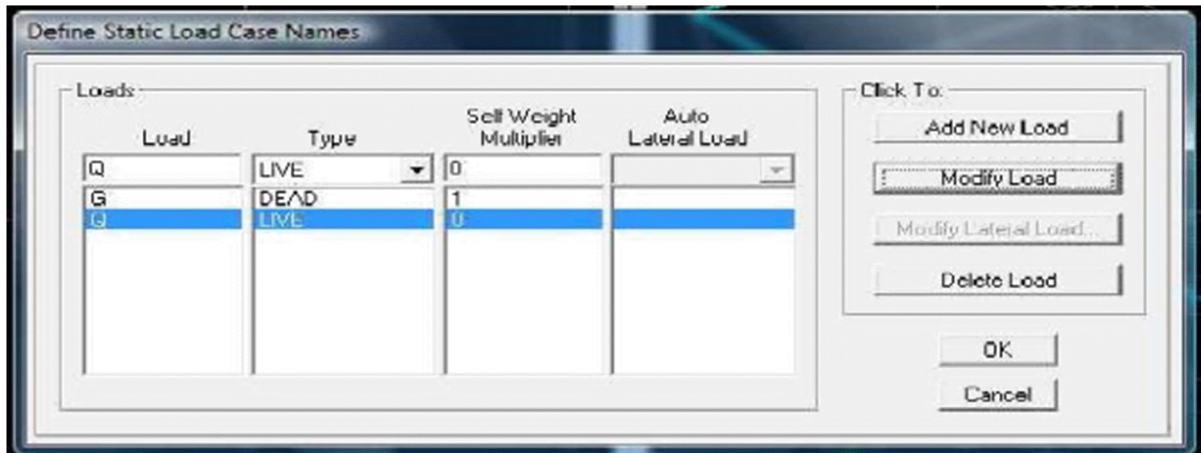 Define Static Load Case Names
Loads
Click To:
Load Type Self Weight Multiplier Auto Lateral Load
Q LIVE 0
G DEAD 1
Q LIVE 0
Add New Load
Modify Load
Modify Lateral Load...
Delete Load
OK
Cancel